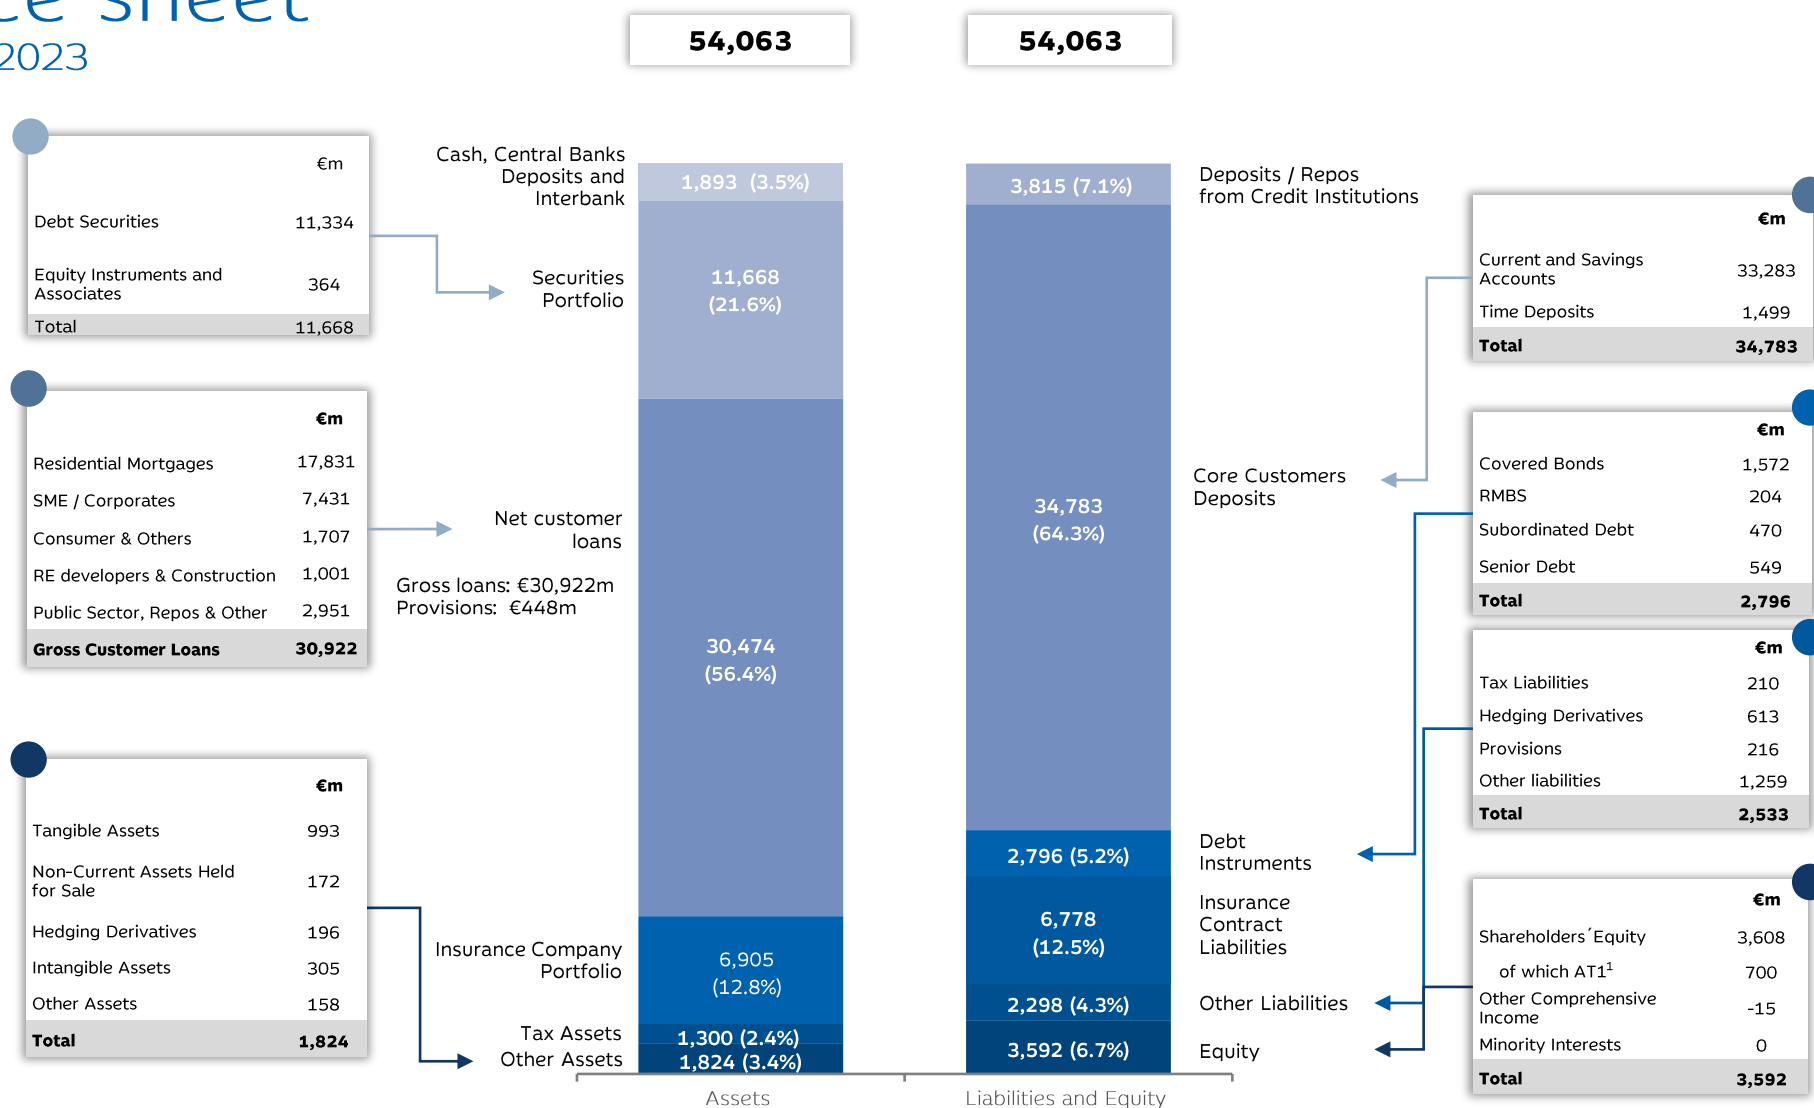 ce sheet
2023
54,063
54,063
€m
Debt Securities 11,334
Equity Instruments and
Associates 364
Total 11,668
€m
Residential Mortgages 17,831
SME / Corporates 7,431
Consumer & Others 1,707
RE developers & Construction 1,001
Public Sector, Repos & Other 2,951
Gross Customer Loans 30,922
€m
Tangible Assets 993
Non-Current Assets Held
for Sale 172
Hedging Derivatives 196
Intangible Assets 305
Other Assets 158
Total 1,824
Cash, Central Banks
Deposits and
Interbank
Securities
Portfolio
Net customer
loans
Gross loans: €30,922m
Provisions: €448m
Insurance Company
Portfolio
Tax Assets
Other Assets
1,893 (3.5%)
11,668
(21.6%)
30,474
(56.4%)
6,905
(12.8%)
1,300 (2.4%)
1,824 (3.4%)
Assets
3,815 (7.1%)
34,783
(64.3%)
2,796 (5.2%)
6,778
(12.5%)
2,298 (4.3%)
3,592 (6.7%)
Liabilities and Equity
Deposits / Repos
from Credit Institutions
Core Customers
Deposits
Debt
Instruments
Insurance
Contract
Liabilities
Other Liabilities
Equity
€m
Current and Savings
Accounts 33,283
Time Deposits 1,499
Total 34,783
€m
Covered Bonds 1,572
RMBS 204
Subordinated Debt 470
Senior Debt 549
Total 2,796
€m
Tax Liabilities 210
Hedging Derivatives 613
Provisions 216
Other liabilities 1,259
Total 2,533
€m
Shareholders´Equity 3,608
of which AT1¹ 700
Other Comprehensive
Income -15
Minority Interests 0
Total 3,592